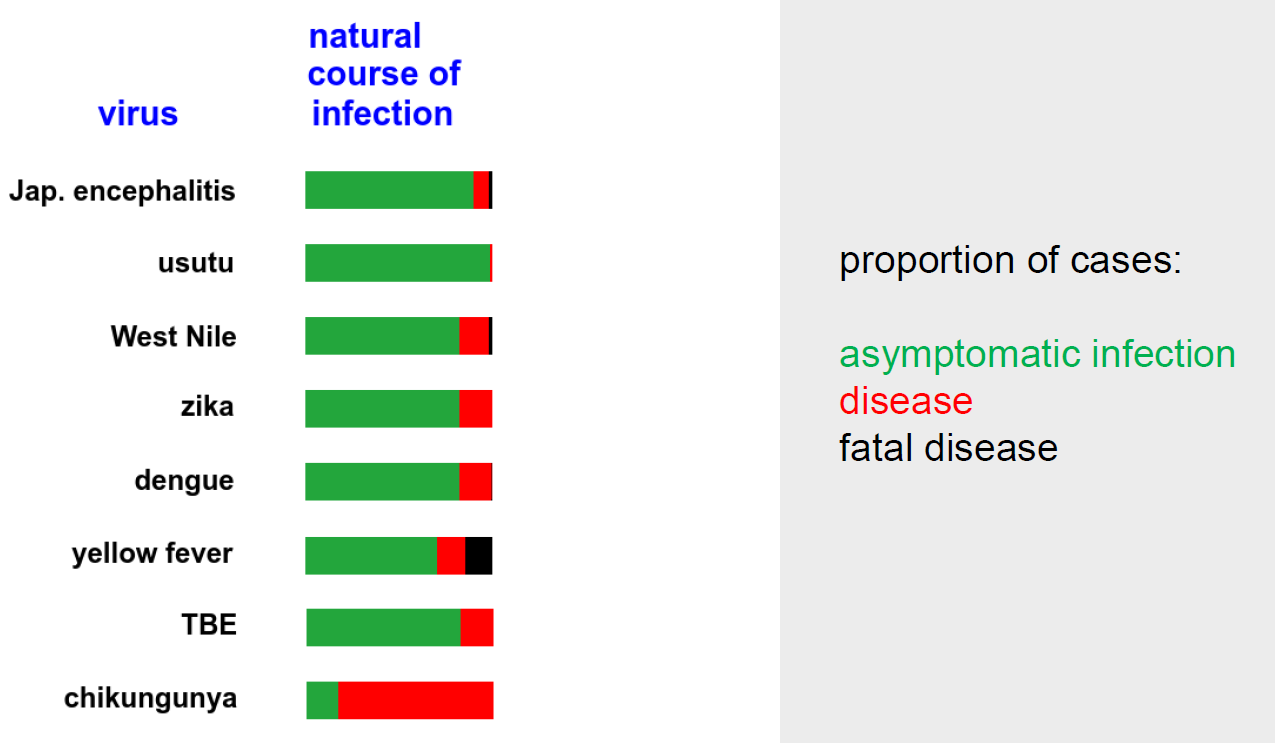 natural
course of
infection
virus
Jap. encephalitis
usutu
West Nile
zika
dengue
yellow fever
TBE
chikungunya
proportion of cases:
asymptomatic infection
disease
fatal disease